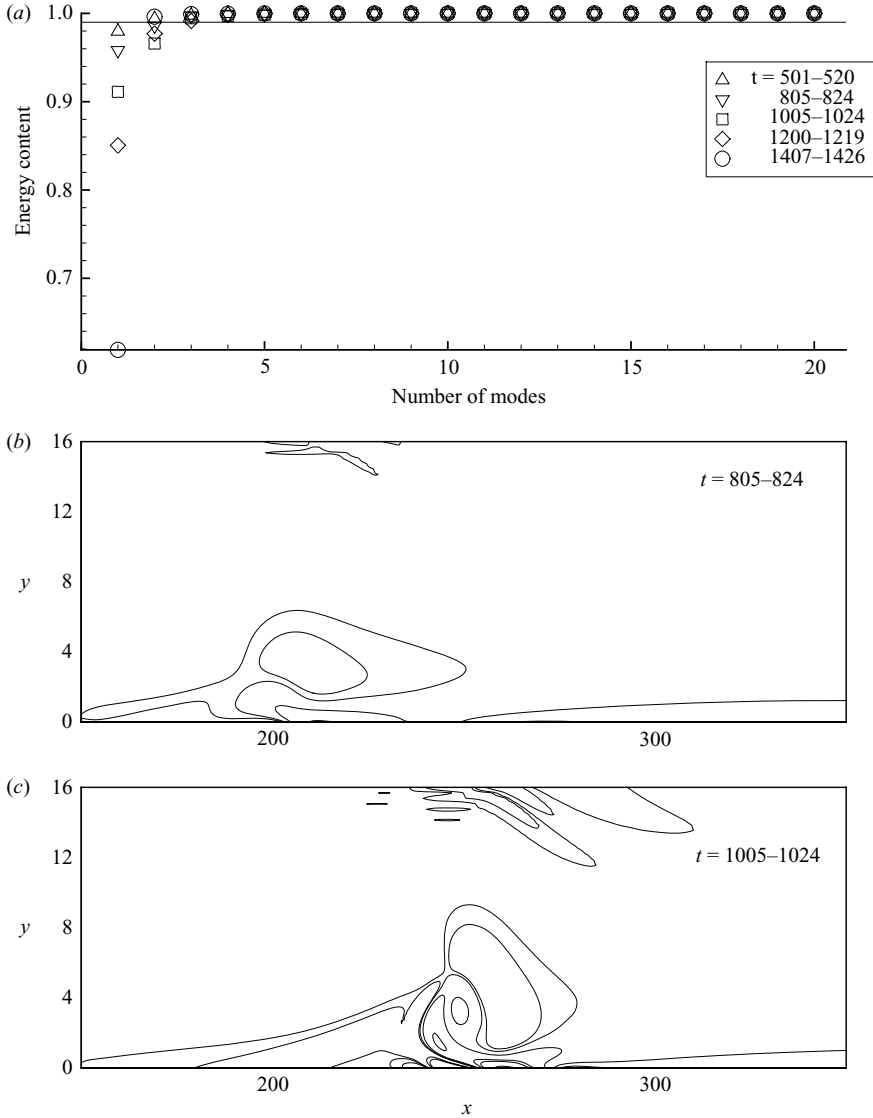 (a)
1.0
0.9
0.8
0.7
Energy content
t = 501–520
805–824
1005–1024
1200–1219
1407–1426
0 5 10 15 20
Number of modes
(b)
16
12
8
4
0
y
t = 805–824
200 300
(c)
16
12
8
4
0
y
t = 1005–1024
200 300
x